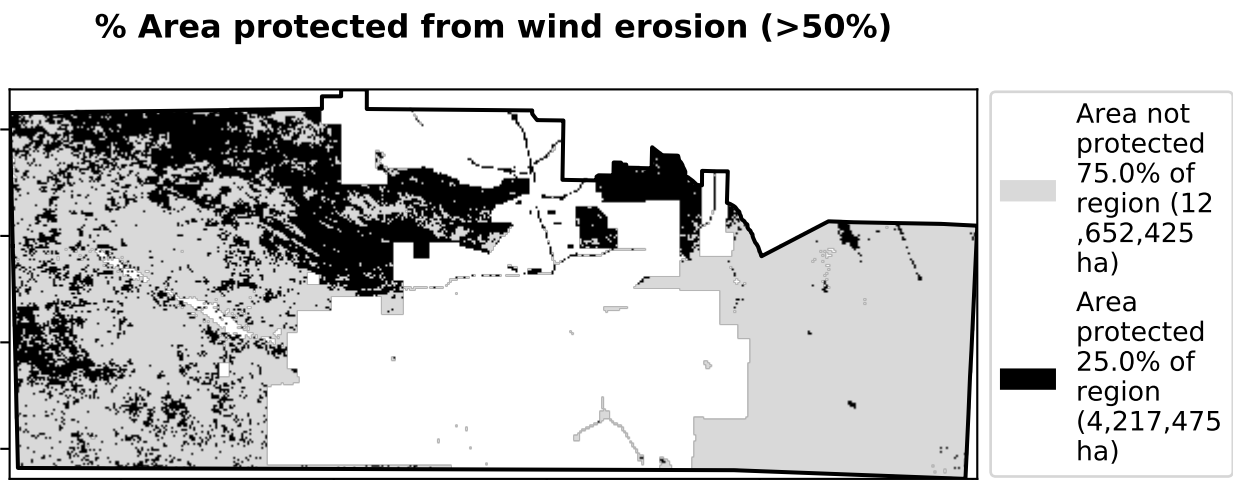 % Area protected from wind erosion (>50%)
Area not
protected
75.0% of
region (12
,652,425
ha)
Area
protected
25.0% of
region
(4,217,475
ha)